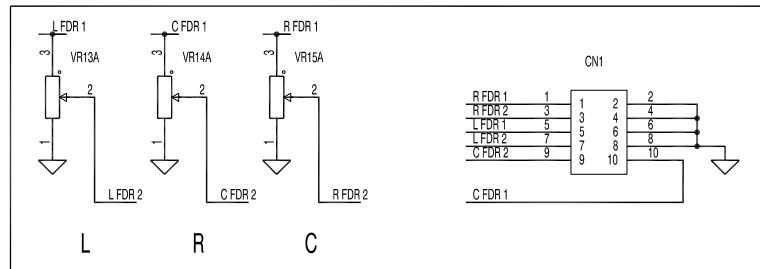 L FDR 1
C FDR 1
R FDR 1
3
VR13A
3
VR14A
3
VR15A
2
2
2
1
1
1
L FDR 2
C FDR 2
R FDR 2
L
R
C
CN1
R FDR 1 1 1 2 2
R FDR 2 3 3 4 4
L FDR 1 5 5 6 6
L FDR 2 7 7 8 8
C FDR 2 9 9 10 10
C FDR 1